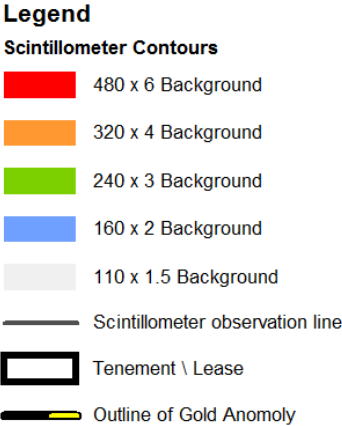 Legend
Scintillometer Contours
480 x 6 Background
320 x 4 Background
240 x 3 Background
160 x 2 Background
110 x 1.5 Background
Scintillometer observation line
Tenement \ Lease
Outline of Gold Anomoly